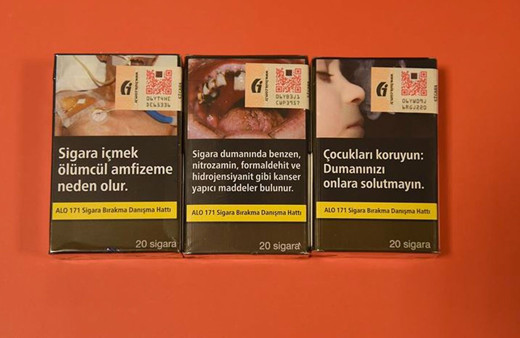 Sigara içmek
ölümcül amfizeme
neden olur.
ALO 171 Sigara Bırakma Danışma Hattı
20 sigara
Sigara dumanında benzen,
nitrozamin, formaldehit ve
hidrojensiyanit gibi kanser
yapıcı maddeler bulunur.
ALO 171 Sigara Bırakma Danışma Hattı
20 sigara
Çocukları koruyun:
Dumanınızı
onlara solutmayın.
ALO 171 Sigara Bırakma Danışma Hattı
20 sigara